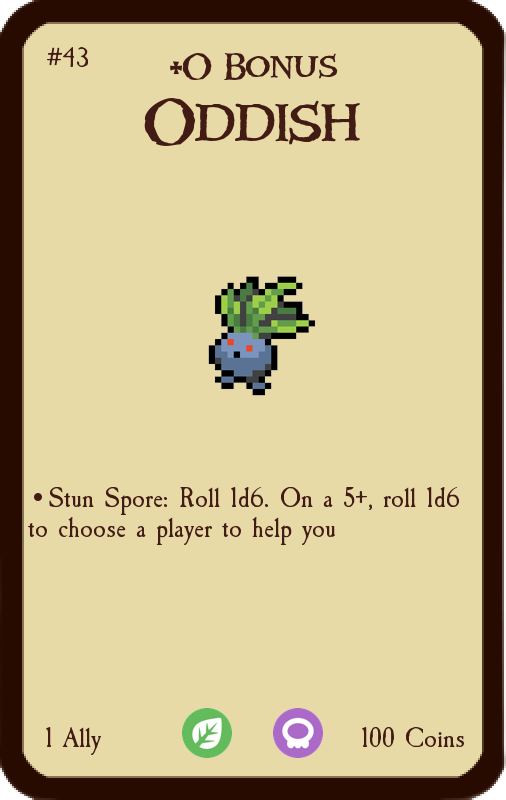 #43
+0 Bonus
Oddish
• Stun Spore: Roll 1d6. On a 5+, roll 1d6
to choose a player to help you
1 Ally
100 Coins